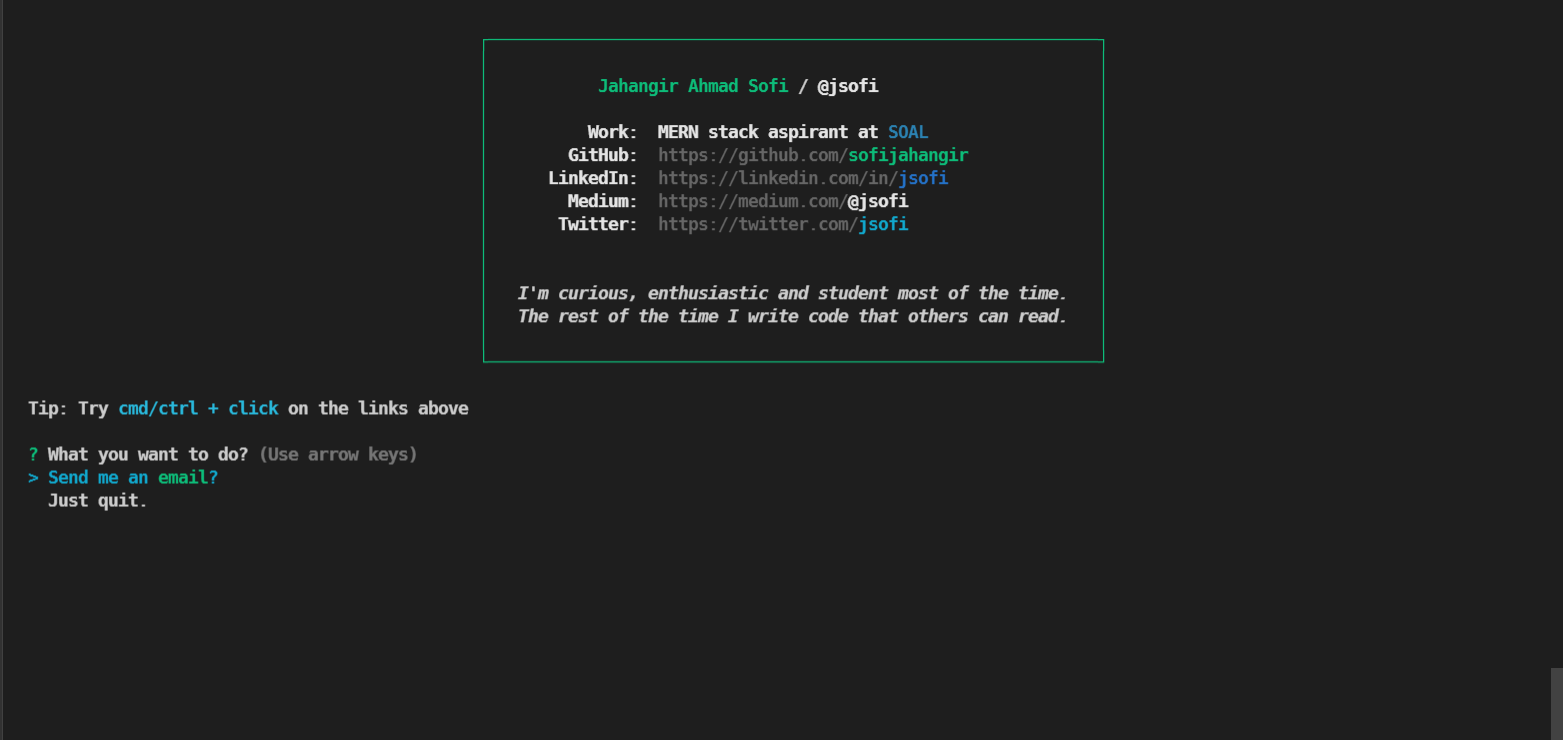 Jahangir Ahmad Sofi / @jsofi
Work: MERN stack aspirant at SOAL
GitHub: https://github.com/sofijahangir
LinkedIn: https://linkedin.com/in/jsofi
Medium: https://medium.com/@jsofi
Twitter: https://twitter.com/jsofi
I'm curious, enthusiastic and student most of the time.
The rest of the time I write code that others can read.
Tip: Try cmd/ctrl + click on the links above
? What you want to do? (Use arrow keys)
> Send me an email?
Just quit.